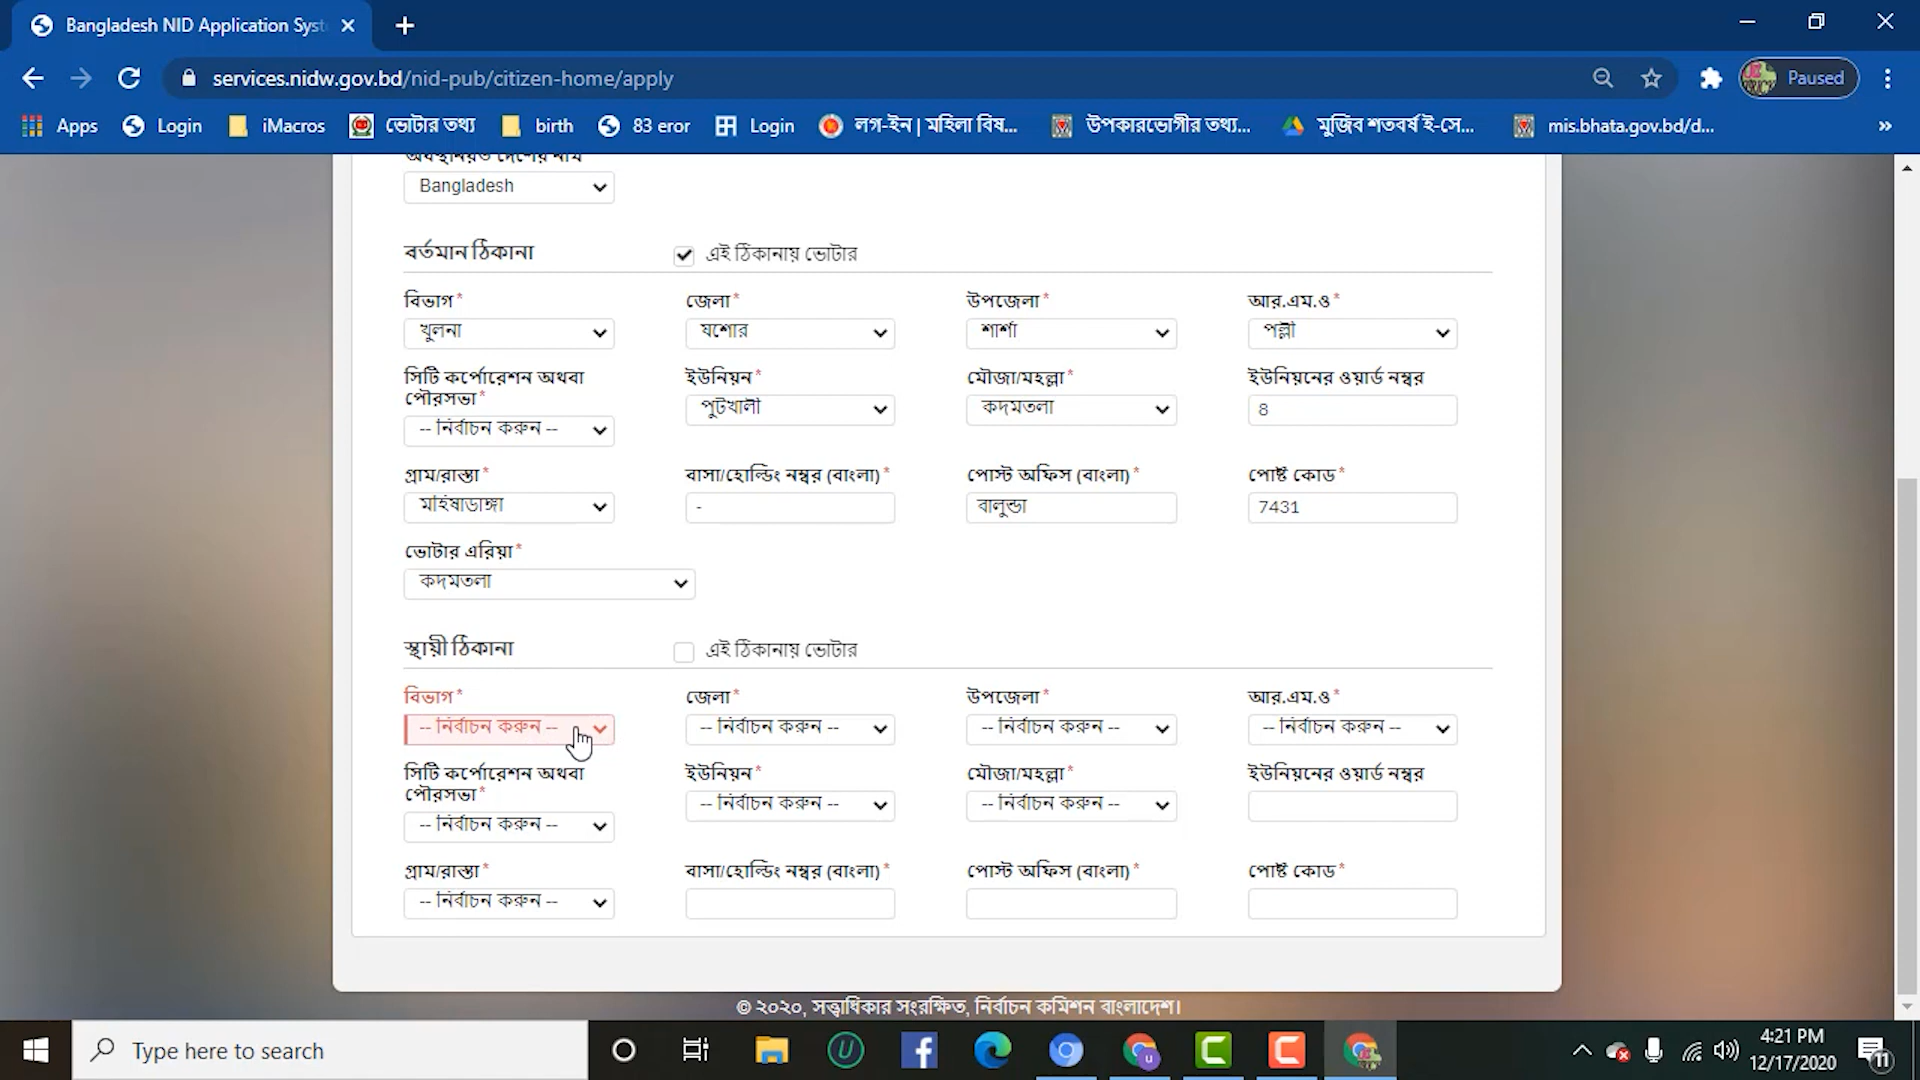 Bangladesh NID Application Syst
services.nidw.gov.bd/nid-pub/citizen-home/apply
Paused
Apps
Login
iMacros
ভোটার তথ্য
birth
83 eror
Login
লগ-ইন | মহিলা বিষ...
উপকারভোগীর তথ্য...
মুজিব শতবর্ষ ই-সে...
mis.bhata.gov.bd/d...
»
অবস্থানরত দেশের নাম
Bangladesh
বর্তমান ঠিকানা
এই ঠিকানায় ভোটার
বিভাগ*
জেলা*
উপজেলা*
আর.এম.ও*
খুলনা
যশোর
শার্শা
পল্লী
সিটি কর্পোরেশন অথবা
পৌরসভা*
ইউনিয়ন*
মৌজা/মহল্লা*
ইউনিয়নের ওয়ার্ড নম্বর
-- নির্বাচন করুন --
পুটখালী
কদমতলা
8
গ্রাম/রাস্তা*
বাসা/হোল্ডিং নম্বর (বাংলা)*
পোস্ট অফিস (বাংলা)*
পোষ্ট কোড*
মহিষাডাঙ্গা
-
বালুন্ডা
7431
ভোটার এরিয়া*
কদমতলা
স্থায়ী ঠিকানা
এই ঠিকানায় ভোটার
বিভাগ*
জেলা*
উপজেলা*
আর.এম.ও*
-- নির্বাচন করুন --
-- নির্বাচন করুন --
-- নির্বাচন করুন --
-- নির্বাচন করুন --
সিটি কর্পোরেশন অথবা
পৌরসভা*
ইউনিয়ন*
মৌজা/মহল্লা*
ইউনিয়নের ওয়ার্ড নম্বর
-- নির্বাচন করুন --
-- নির্বাচন করুন --
-- নির্বাচন করুন --
গ্রাম/রাস্তা*
বাসা/হোল্ডিং নম্বর (বাংলা)*
পোস্ট অফিস (বাংলা)*
পোষ্ট কোড*
-- নির্বাচন করুন --
© ২০২০, সত্ত্বাধিকার সংরক্ষিত, নির্বাচন কমিশন বাংলাদেশ।
Type here to search
4:21 PM
12/17/2020
11